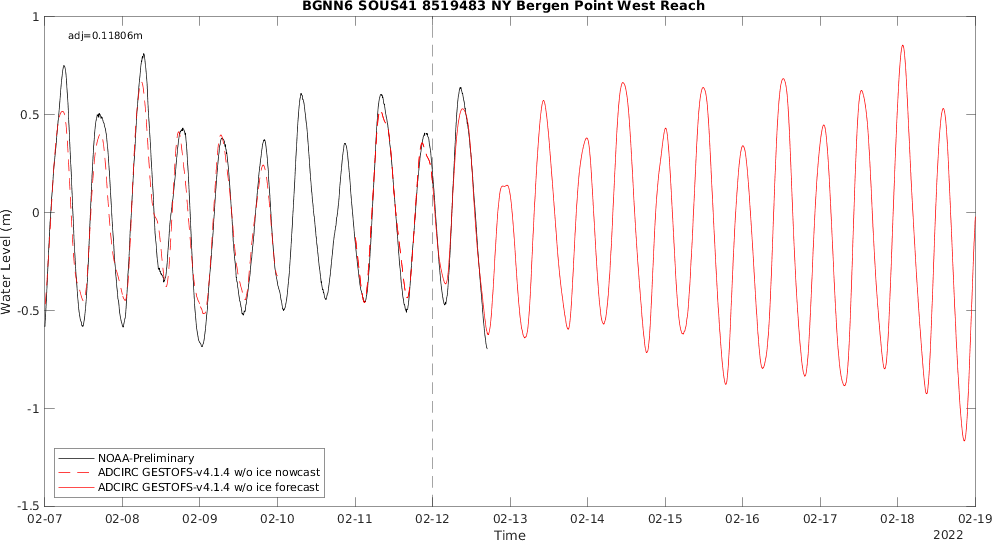 BGNN6 SOUS41 8519483 NY Bergen Point West Reach
adj=0.11806m
1
0.5
0
-0.5
-1
-1.5
Water Level (m)
NOAA-Preliminary
ADCIRC GESTOFS-v4.1.4 w/o ice nowcast
ADCIRC GESTOFS-v4.1.4 w/o ice forecast
02-07 02-08 02-09 02-10 02-11 02-12 02-13 02-14 02-15 02-16 02-17 02-18 02-19
Time
2022